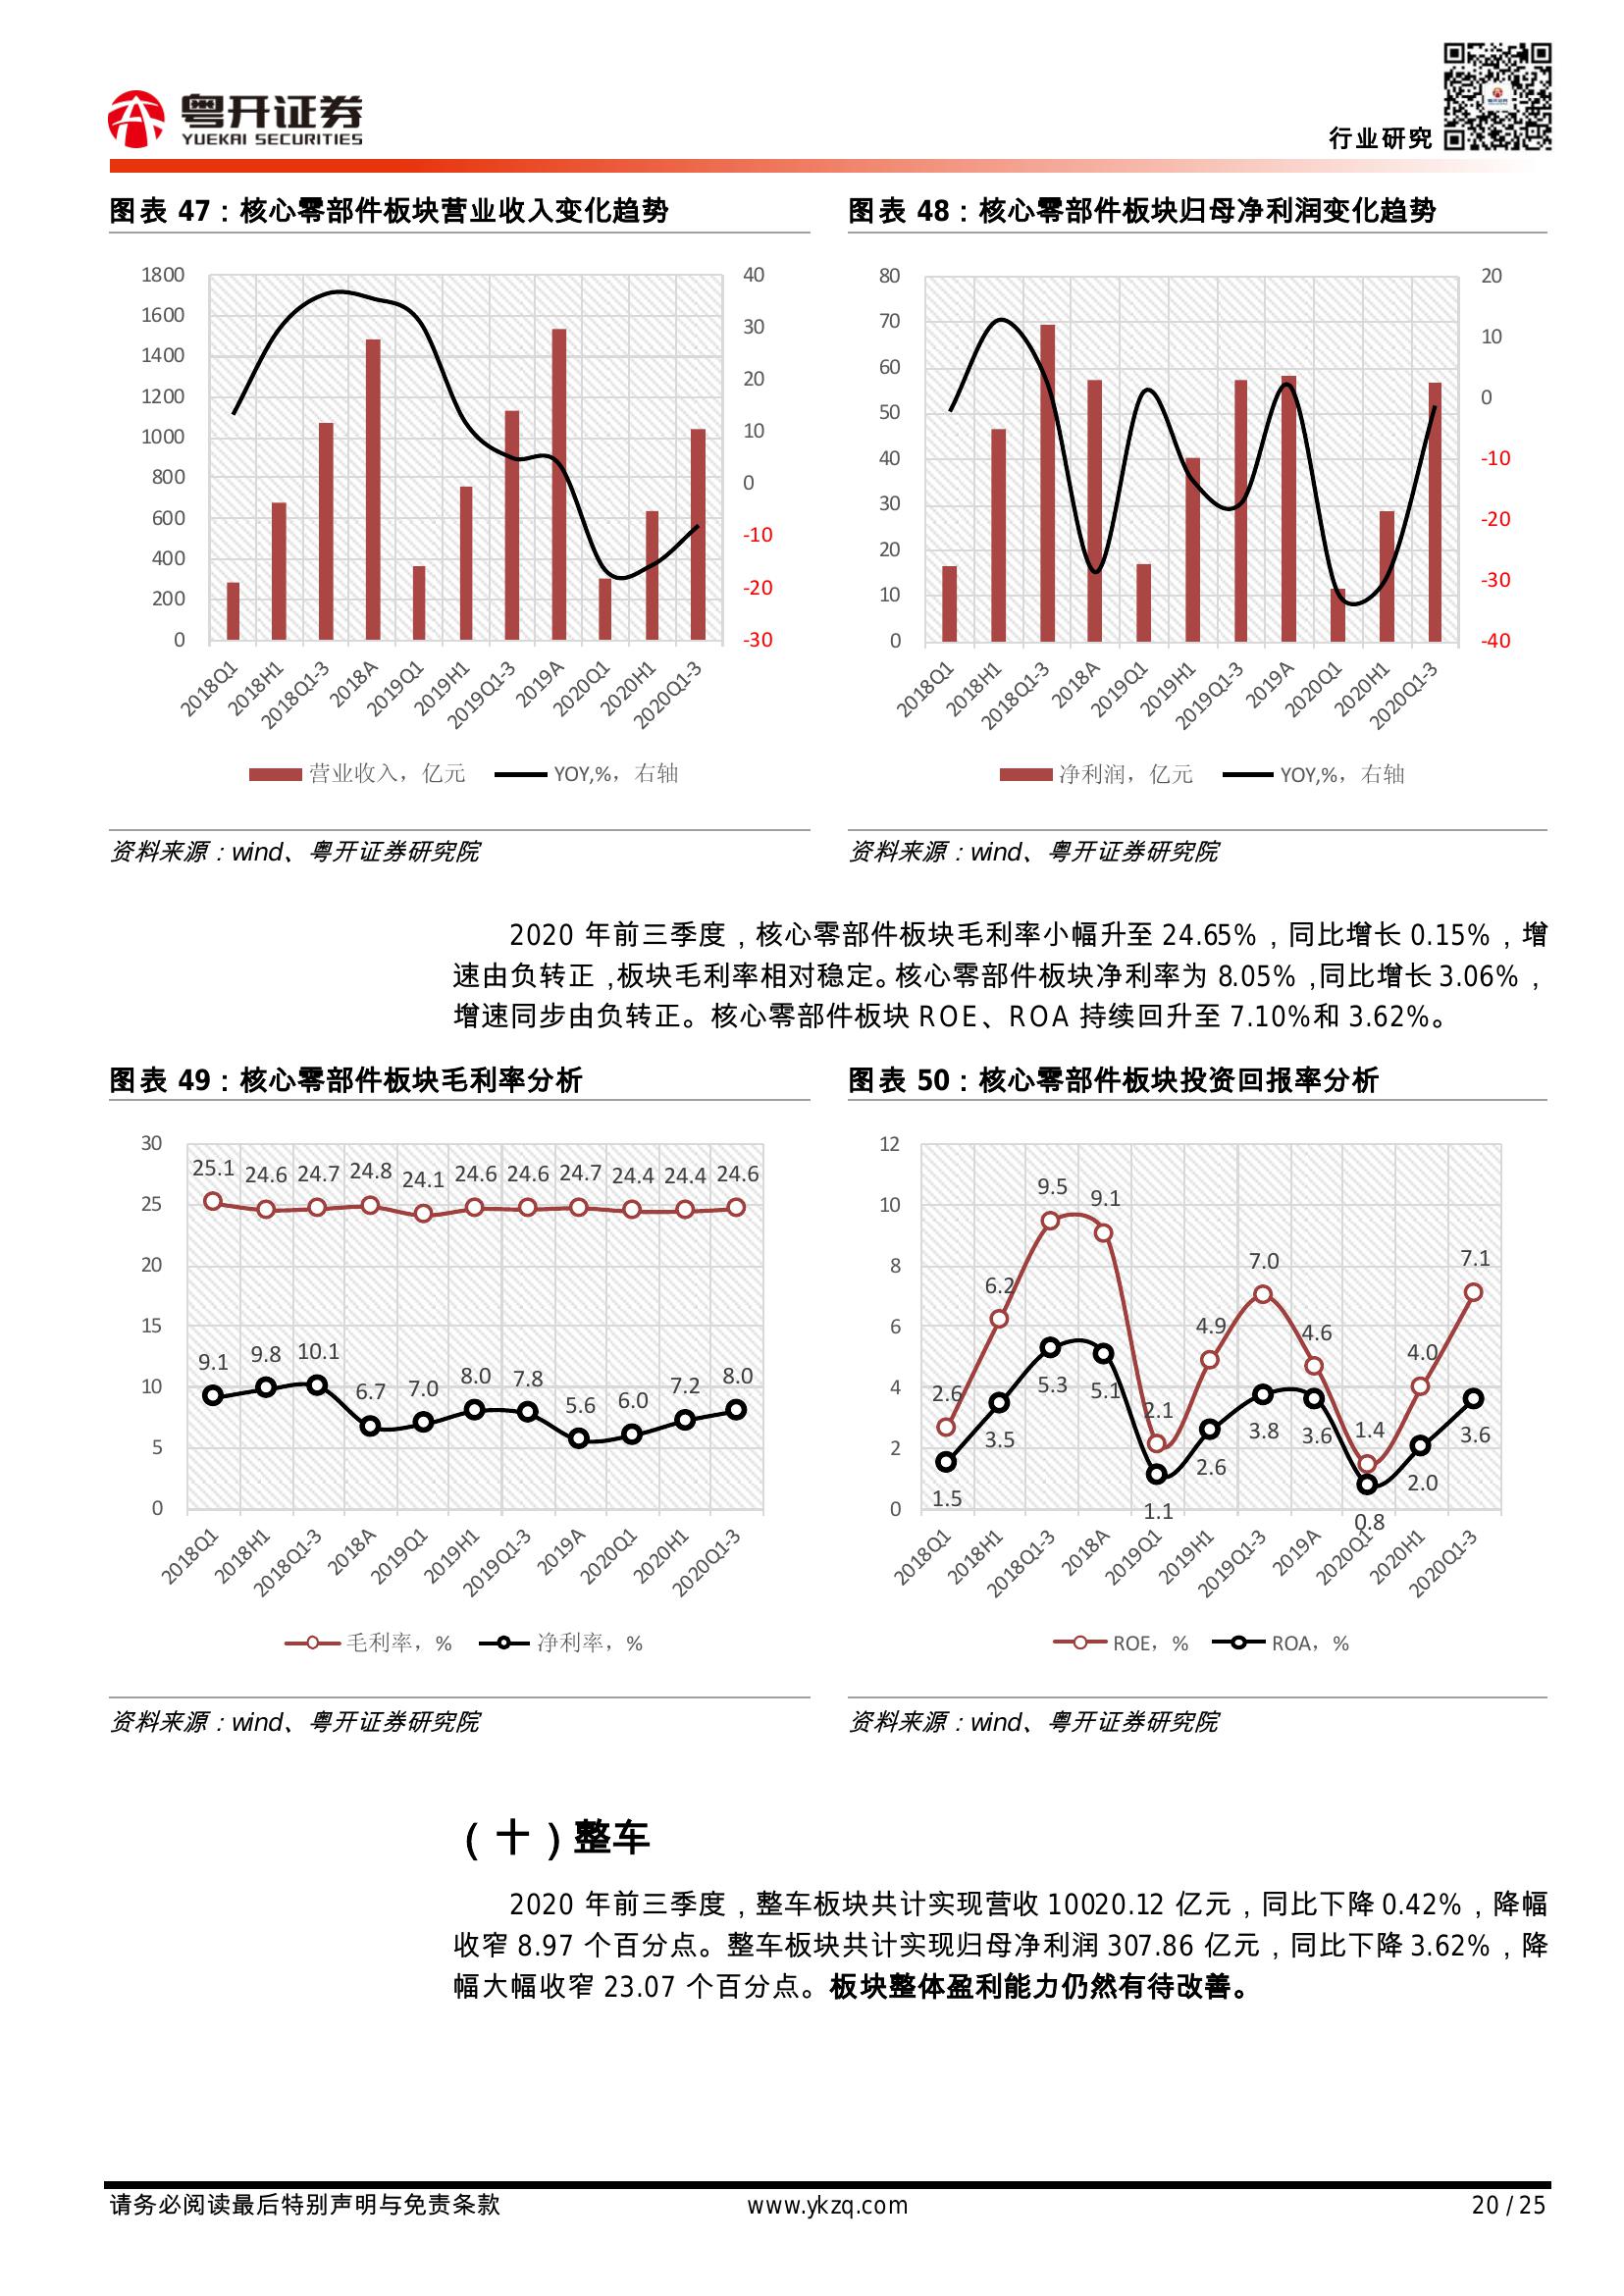 粤开证券
YUEKAI SECURITIES
行业研究
图表 47：核心零部件板块营业收入变化趋势
1800
1600
1400
1200
1000
800
600
400
200
0
40
30
20
10
0
-10
-20
-30
2018Q1
2018H1
2018Q1-3
2018A
2019Q1
2019H1
2019Q1-3
2019A
2020Q1
2020H1
2020Q1-3
营业收入，亿元
YOY,%，右轴
资料来源：wind、粤开证券研究院
图表 48：核心零部件板块归母净利润变化趋势
80
70
60
50
40
30
20
10
0
20
10
0
-10
-20
-30
-40
2018Q1
2018H1
2018Q1-3
2018A
2019Q1
2019H1
2019Q1-3
2019A
2020Q1
2020H1
2020Q1-3
净利润，亿元
YOY,%，右轴
资料来源：wind、粤开证券研究院
2020 年前三季度，核心零部件板块毛利率小幅升至 24.65%，同比增长 0.15%，增
速由负转正，板块毛利率相对稳定。核心零部件板块净利率为 8.05%，同比增长 3.06%，
增速同步由负转正。核心零部件板块 ROE、ROA 持续回升至 7.10%和 3.62%。
图表 49：核心零部件板块毛利率分析
30
25
20
15
10
5
0
25.1
24.6
24.7
24.8
24.1
24.6
24.6
24.7
24.4
24.4
24.6
9.1
9.8
10.1
6.7
7.0
8.0
7.8
5.6
6.0
7.2
8.0
2018Q1
2018H1
2018Q1-3
2018A
2019Q1
2019H1
2019Q1-3
2019A
2020Q1
2020H1
2020Q1-3
毛利率，%
净利率，%
资料来源：wind、粤开证券研究院
图表 50：核心零部件板块投资回报率分析
12
10
8
6
4
2
0
2.6
6.2
9.5
9.1
2.1
4.9
7.0
4.6
1.4
4.0
7.1
1.5
3.5
5.3
5.1
1.1
2.6
3.8
3.6
0.8
2.0
3.6
2018Q1
2018H1
2018Q1-3
2018A
2019Q1
2019H1
2019Q1-3
2019A
2020Q1
2020H1
2020Q1-3
ROE，%
ROA，%
资料来源：wind、粤开证券研究院
（十）整车
2020 年前三季度，整车板块共计实现营收 10020.12 亿元，同比下降 0.42%，降幅
收窄 8.97 个百分点。整车板块共计实现归母净利润 307.86 亿元，同比下降 3.62%，降
幅大幅收窄 23.07 个百分点。板块整体盈利能力仍然有待改善。
请务必阅读最后特别声明与免责条款
www.ykzq.com
20 / 25